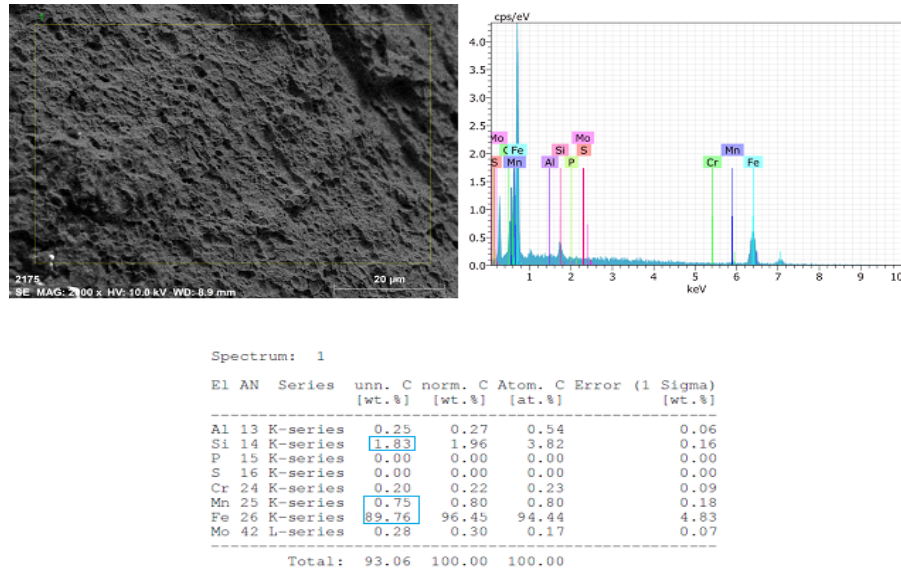 cps/eV
4.0
3.5
3.0
2.5
2.0
1.5
1.0
0.5
0.0
Mo Mo
Fe Si S Cr Mn Fe
S Mn Al P
1 2 3 4 5 6 7 8 9 10
keV
2175 20 µm
SE MAG: 2000 x HV: 10.0 kV WD: 8.9 mm
Spectrum: 1
El AN Series unn. C norm. C Atom. C Error (1 Sigma)
[wt.%] [wt.%] [at.%] [wt.%]
Al 13 K-series 0.25 0.27 0.54 0.06
Si 14 K-series 1.83 1.96 3.82 0.16
P 15 K-series 0.00 0.00 0.00 0.00
S 16 K-series 0.00 0.00 0.00 0.00
Cr 24 K-series 0.20 0.22 0.23 0.09
Mn 25 K-series 0.75 0.80 0.80 0.18
Fe 26 K-series 89.76 96.45 94.44 4.83
Mo 42 L-series 0.28 0.30 0.17 0.07
Total: 93.06 100.00 100.00